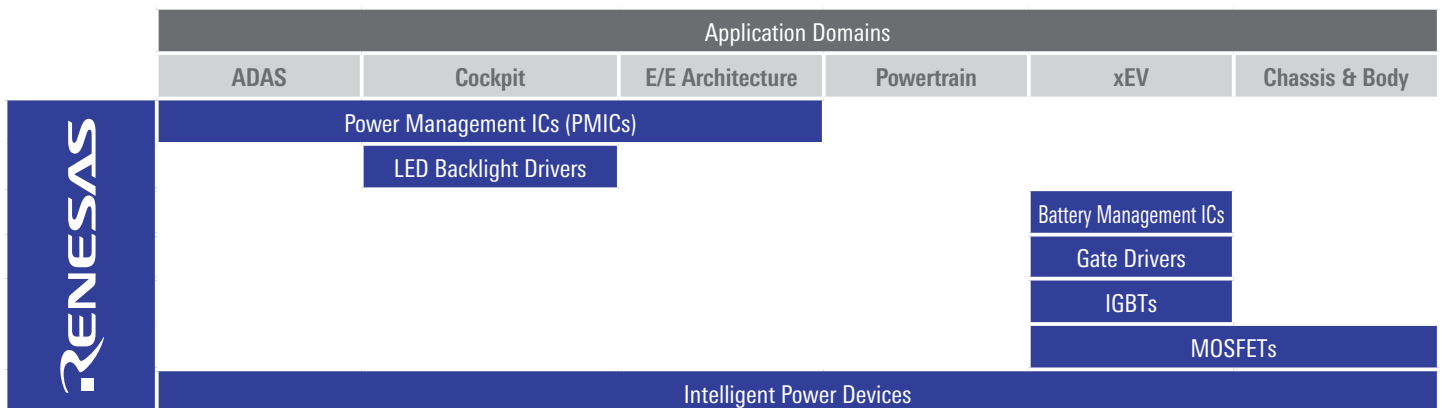 Application Domains
ADAS Cockpit E/E Architecture Powertrain xEV Chassis & Body
RENESAS
Power Management ICs (PMICs)
LED Backlight Drivers
Battery Management ICs
Gate Drivers
IGBTs
MOSFETs
Intelligent Power Devices